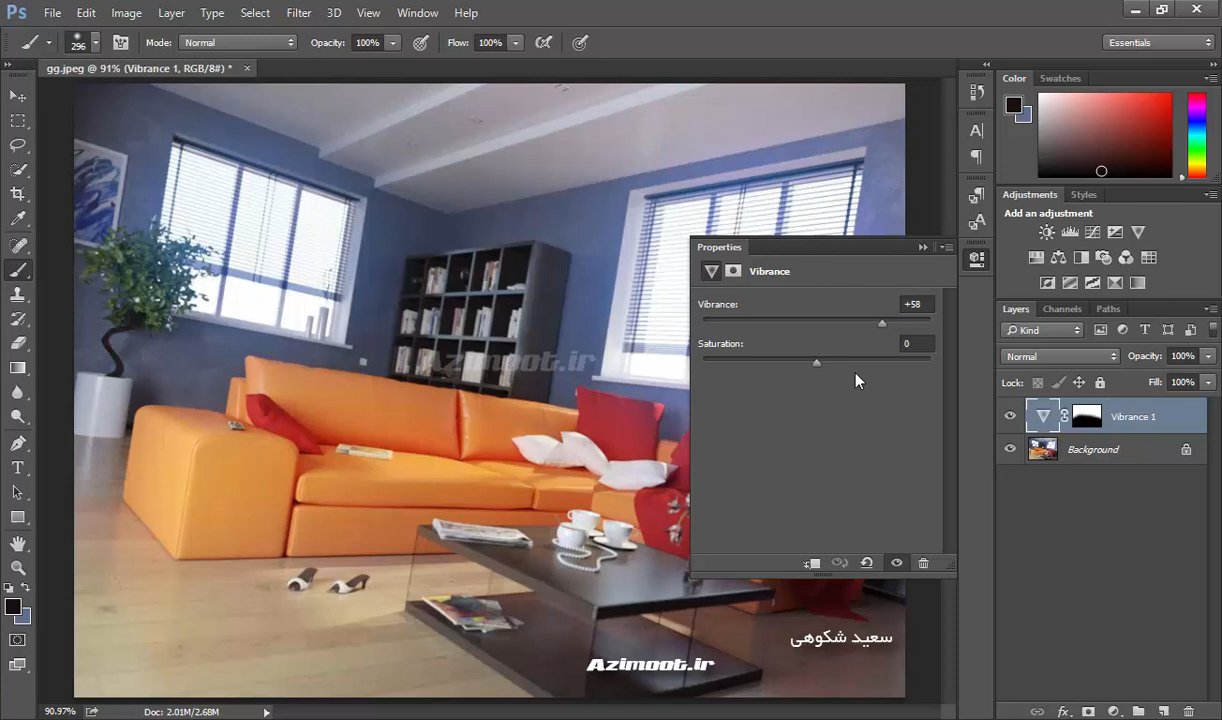 Ps File Edit Image Layer Type Select Filter 3D View Window Help
296 Mode: Normal Opacity: 100% Flow: 100% Essentials
gg.jpeg @ 91% (Vibrance 1, RGB/8#) * ×
Color Swatches
Adjustments Styles
Add an adjustment
Properties
Vibrance
Vibrance: +58
Saturation: 0
Layers Channels Paths
Kind
Normal Opacity: 100%
Lock: Fill: 100%
Vibrance 1
Background
Azimoot.ir
سعید شکوهی
Azimoot.ir
90.97% Doc: 2.01M/2.68M